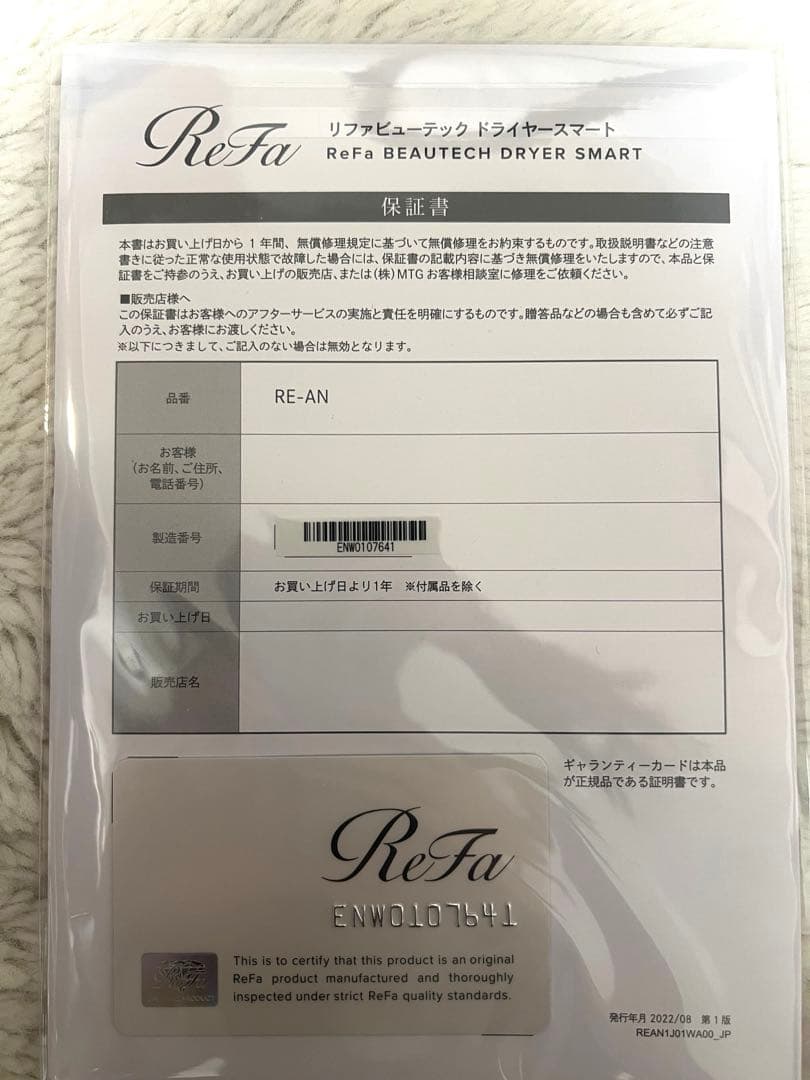 ReFa
リファビューテック ドライヤースマート
ReFa BEAUTECH DRYER SMART
保証書
本書はお買い上げ日から 1 年間、無償修理規定に基づいて無償修理をお約束するものです。取扱説明書などの注意
書きに従った正常な使用状態で故障した場合には、保証書の記載内容に基づき無償修理をいたしますので、本品と保
証書をご持参のうえ、お買い上げの販売店、または(株)MTG お客様相談室に修理をご依頼ください。
■販売店様へ
この保証書はお客様へのアフターサービスの実施と責任を明確にするものです。贈答品などの場合も含めて必ずご記
入のうえ、お客様にお渡しください。
※以下につきまして、ご記入のない場合は無効となります。
品番
RE-AN
お客様
(お名前、ご住所、
電話番号)
製造番号
ENW0107641
保証期間
お買い上げ日より1年 ※付属品を除く
お買い上げ日
販売店名
ギャランティーカードは本品
が正規品である証明書です。
ReFa
ENW0107641
This is to certify that this product is an original
ReFa product manufactured and thoroughly
inspected under strict ReFa quality standards.
ReFa
発行年月 2022/08 第1版
REAN1J01WA00_JP